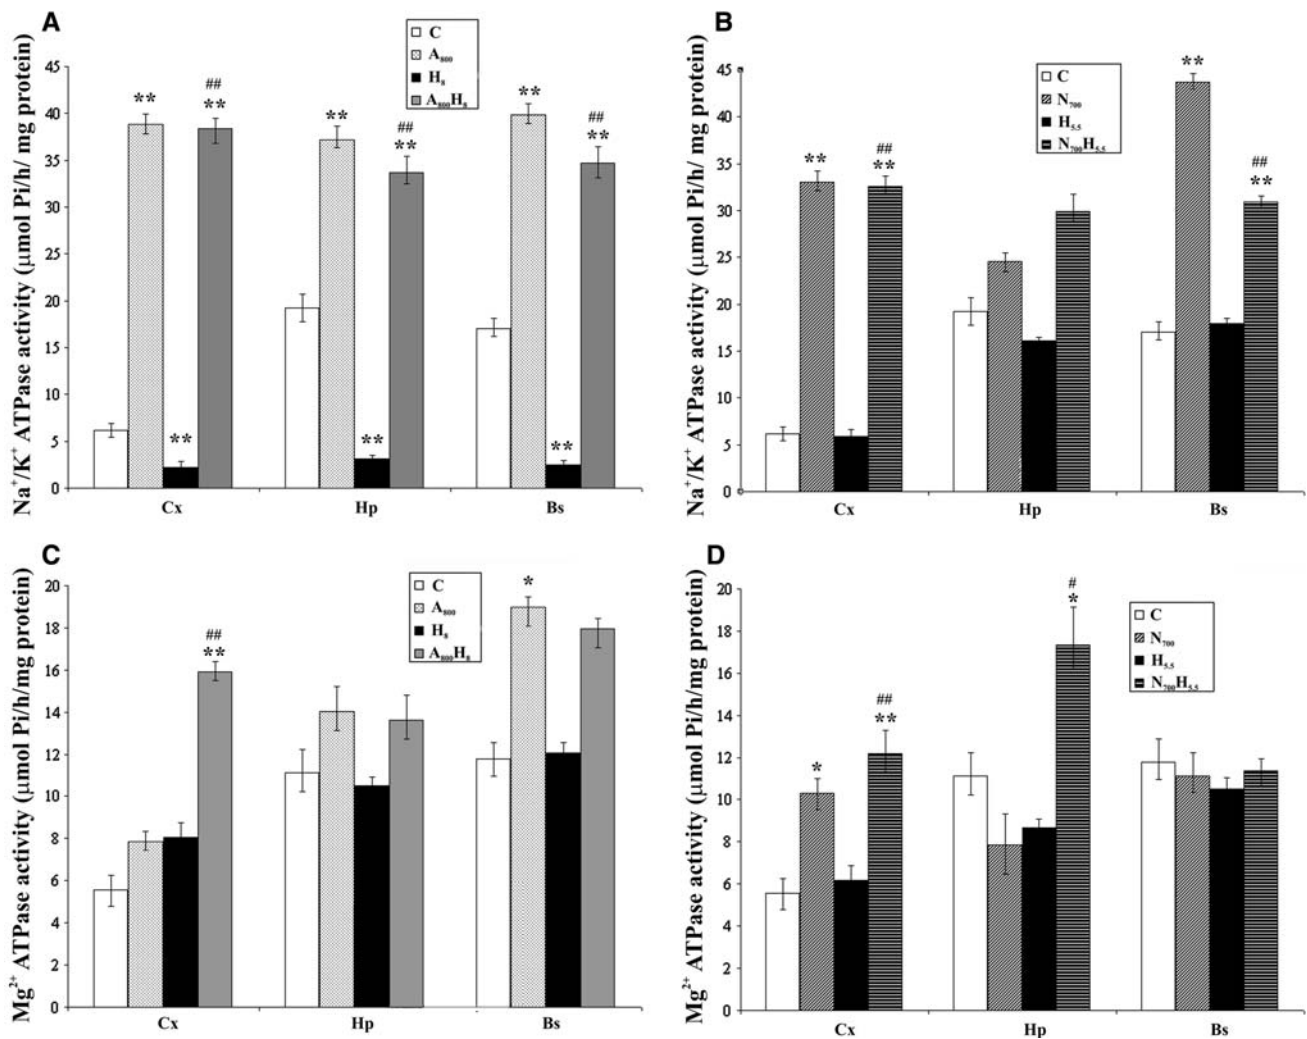 A
C
A₈₀₀
H₈
A₈₀₀H₈
Na⁺/K⁺ ATPase activity (μmol Pi/h/ mg protein)
45
40
35
30
25
20
15
10
5
0
**
**
##
**
**
**
##
**
**
**
##
**
Cx Hp Bs
B
C
N₇₀₀
H₅.₅
N₇₀₀H₅.₅
Na⁺/K⁺ ATPase activity (μmol Pi/h/ mg protein)
45
40
35
30
25
20
15
10
5
0
**
##
**
**
##
**
Cx Hp Bs
C
C
A₈₀₀
H₈
A₈₀₀H₈
Mg²⁺ ATPase activity (μmol Pi/h/mg protein)
20
18
16
14
12
10
8
6
4
2
0
##
**
*
Cx Hp Bs
D
C
N₇₀₀
H₅.₅
N₇₀₀H₅.₅
Mg²⁺ ATPase activity (μmol Pi/h/mg protein)
20
18
16
14
12
10
8
6
4
2
0
*
##
**
#
*
Cx Hp Bs